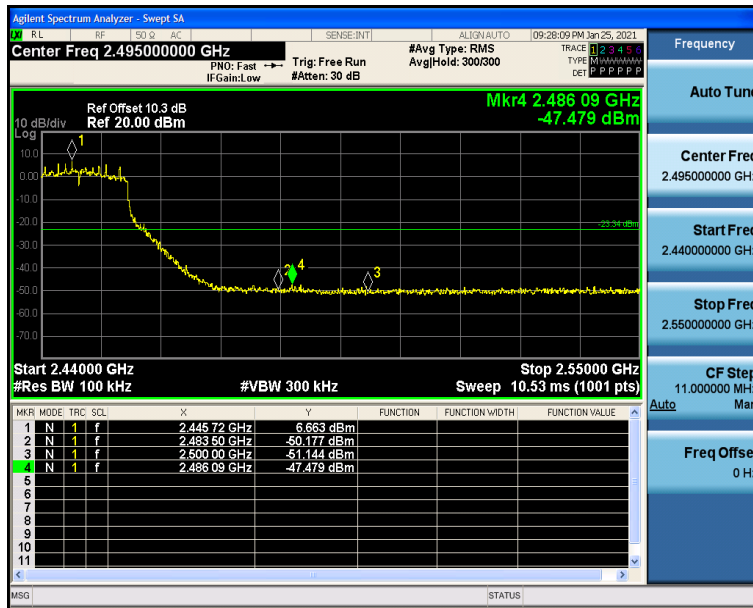 Agilent Spectrum Analyzer - Swept SA
LXI RL RF 50 Ω AC SENSE:INT ALIGN AUTO 09:28:09 PM Jan 25, 2021
Center Freq 2.495000000 GHz #Avg Type: RMS TRACE 1 2 3 4 5 6
PNO: Fast Trig: Free Run Avg|Hold: 300/300 TYPE M WWWWW
IFGain:Low #Atten: 30 dB DET P P P P P P
Ref Offset 10.3 dB Mkr4 2.486 09 GHz
10 dB/div Ref 20.00 dBm -47.479 dBm
Log
10.0
0.00
-10.0
-20.0
-30.0
-40.0
-50.0
-60.0
-70.0
1
-23.34 dBm
2 4
3
Start 2.44000 GHz Stop 2.55000 GHz
#Res BW 100 kHz #VBW 300 kHz Sweep 10.53 ms (1001 pts)
MKR MODE TRC SCL X Y FUNCTION FUNCTION WIDTH FUNCTION VALUE
1 N 1 f 2.445 72 GHz 6.663 dBm
2 N 1 f 2.483 50 GHz -50.177 dBm
3 N 1 f 2.500 00 GHz -51.144 dBm
4 N 1 f 2.486 09 GHz -47.479 dBm
5
6
7
8
9
10
11
MSG STATUS
Frequency
Auto Tune
Center Freq
2.495000000 GHz
Start Freq
2.440000000 GHz
Stop Freq
2.550000000 GHz
CF Step
11.000000 MHz
Auto Man
Freq Offset
0 Hz